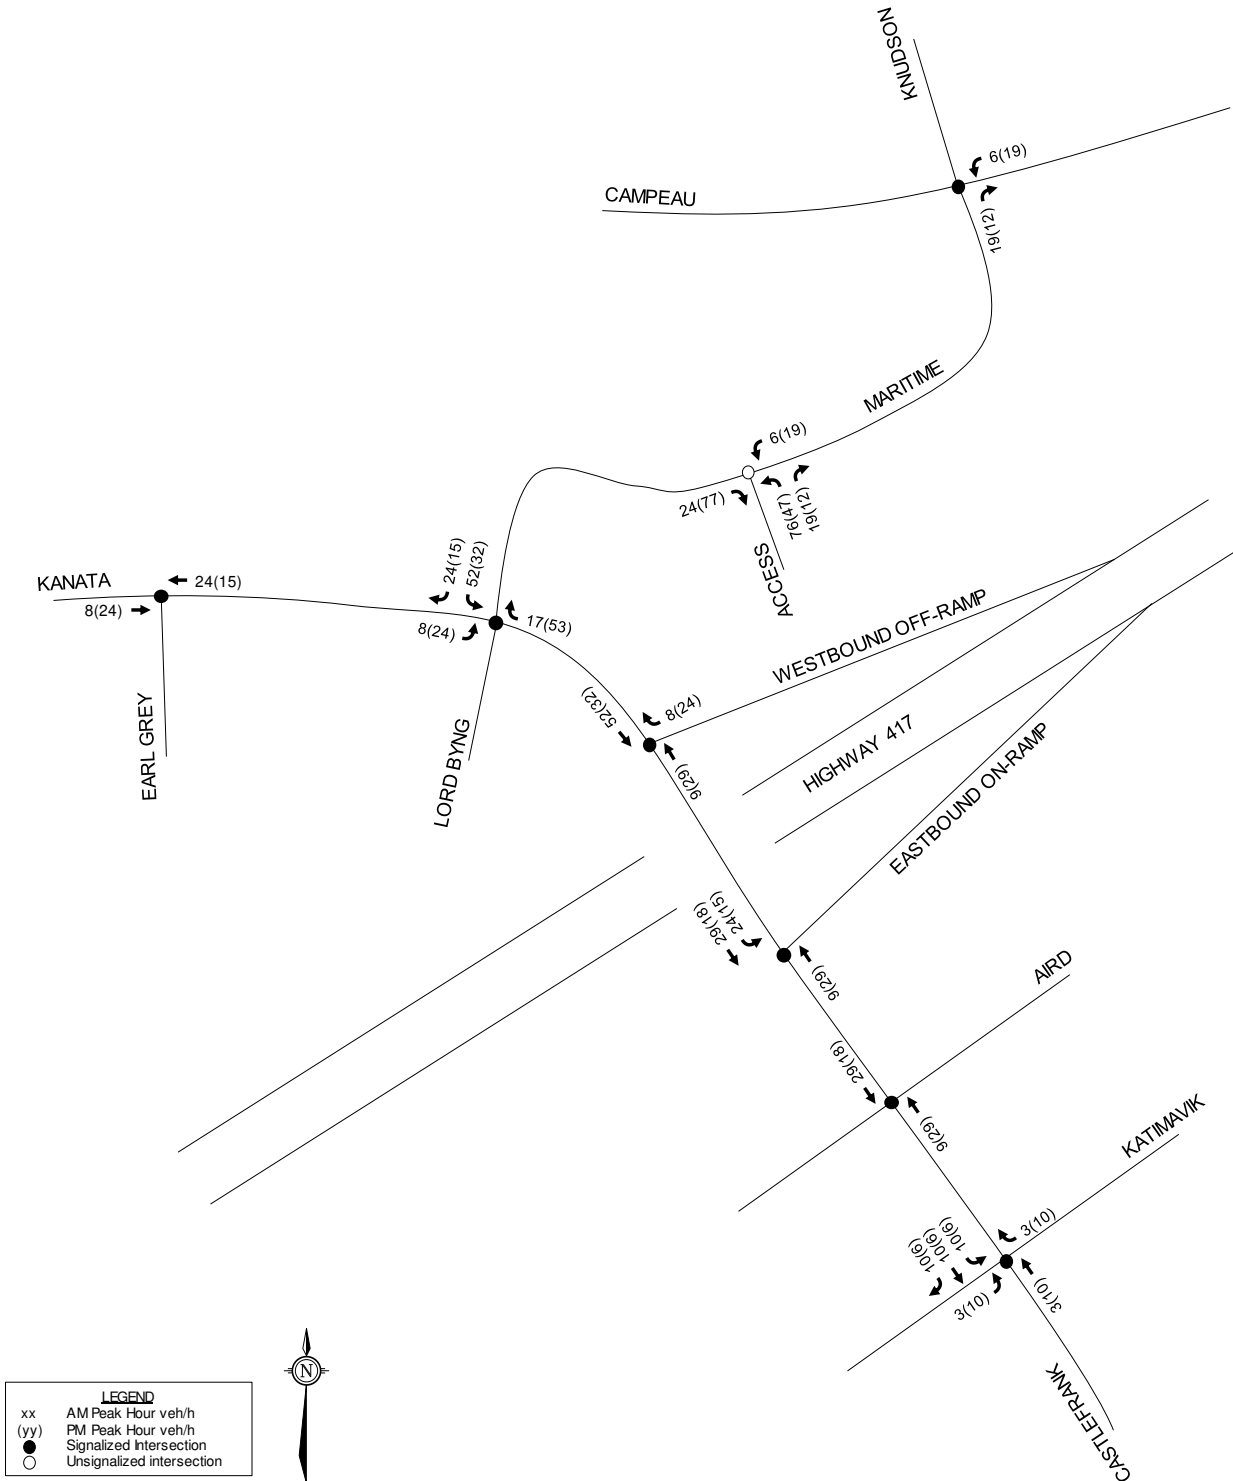 KNUDSON
6(19)
CAMPEAU
19(12)
MARITIME
6(19)
24(77)
76(47)
19(12)
ACCESS
KANATA
24(15)
8(24)
24(15)
52(32)
8(24)
17(53)
EARL GREY
LORD BYNG
WESTBOUND OFF-RAMP
52(32)
8(24)
9(29)
HIGHWAY 417
EASTBOUND ON-RAMP
29(18)
24(15)
9(29)
AIRD
29(18)
9(29)
KATIMAVIK
10(6)
10(6)
10(6)
3(10)
3(10)
3(10)
CASTLEFRANK
N
LEGEND
xx AM Peak Hour veh/h
(yy) PM Peak Hour veh/h
Signalized Intersection
Unsignalized intersection